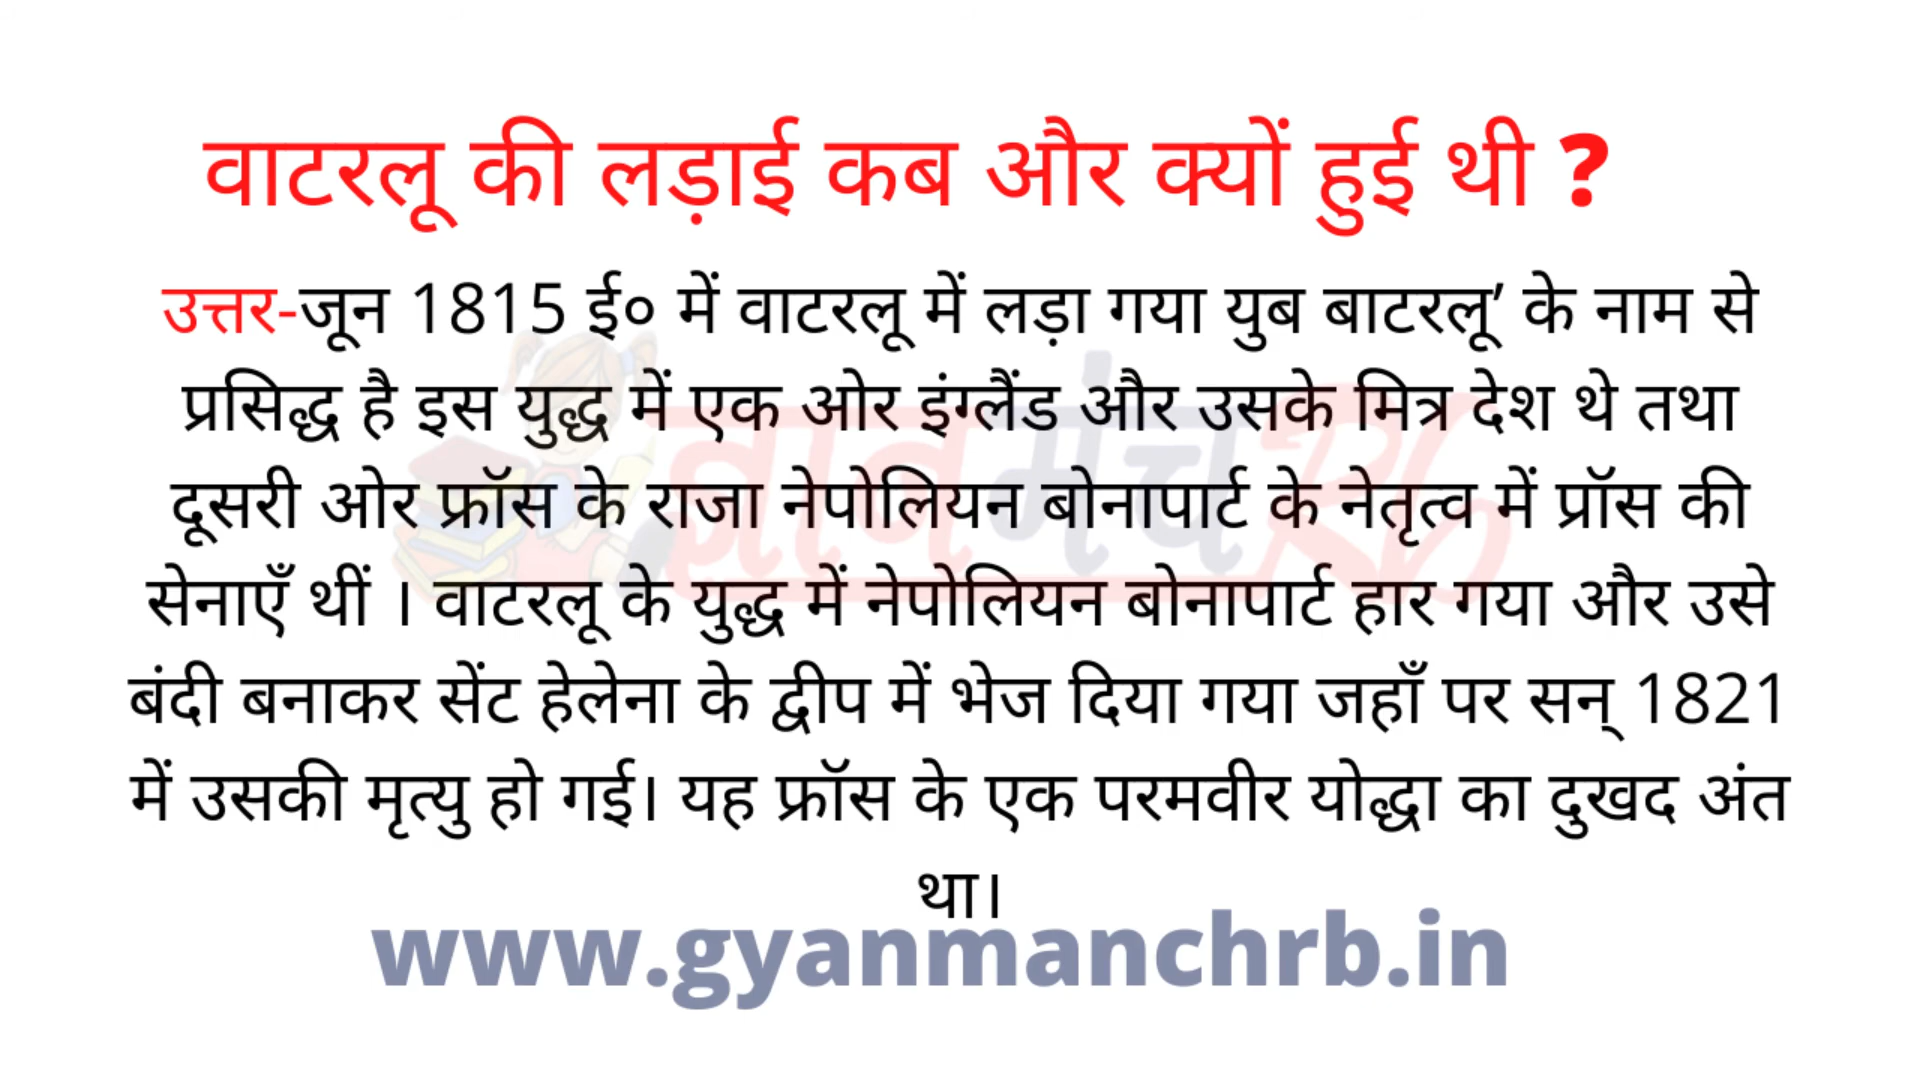 वाटरलू की लड़ाई कब और क्यों हुई थी ?
उत्तर-जून 1815 ई० में वाटरलू में लड़ा गया युब बाटरलू’ के नाम से
प्रसिद्ध है इस युद्ध में एक ओर इंग्लैंड और उसके मित्र देश थे तथा
दूसरी ओर फ्रॉस के राजा नेपोलियन बोनापार्ट के नेतृत्व में प्रॉस की
सेनाएँ थीं । वाटरलू के युद्ध में नेपोलियन बोनापार्ट हार गया और उसे
बंदी बनाकर सेंट हेलेना के द्वीप में भेज दिया गया जहाँ पर सन् 1821
में उसकी मृत्यु हो गई। यह फ्रॉस के एक परमवीर योद्धा का दुखद अंत
था।
www.gyanmanchrb.in
ज्ञानमंचRb